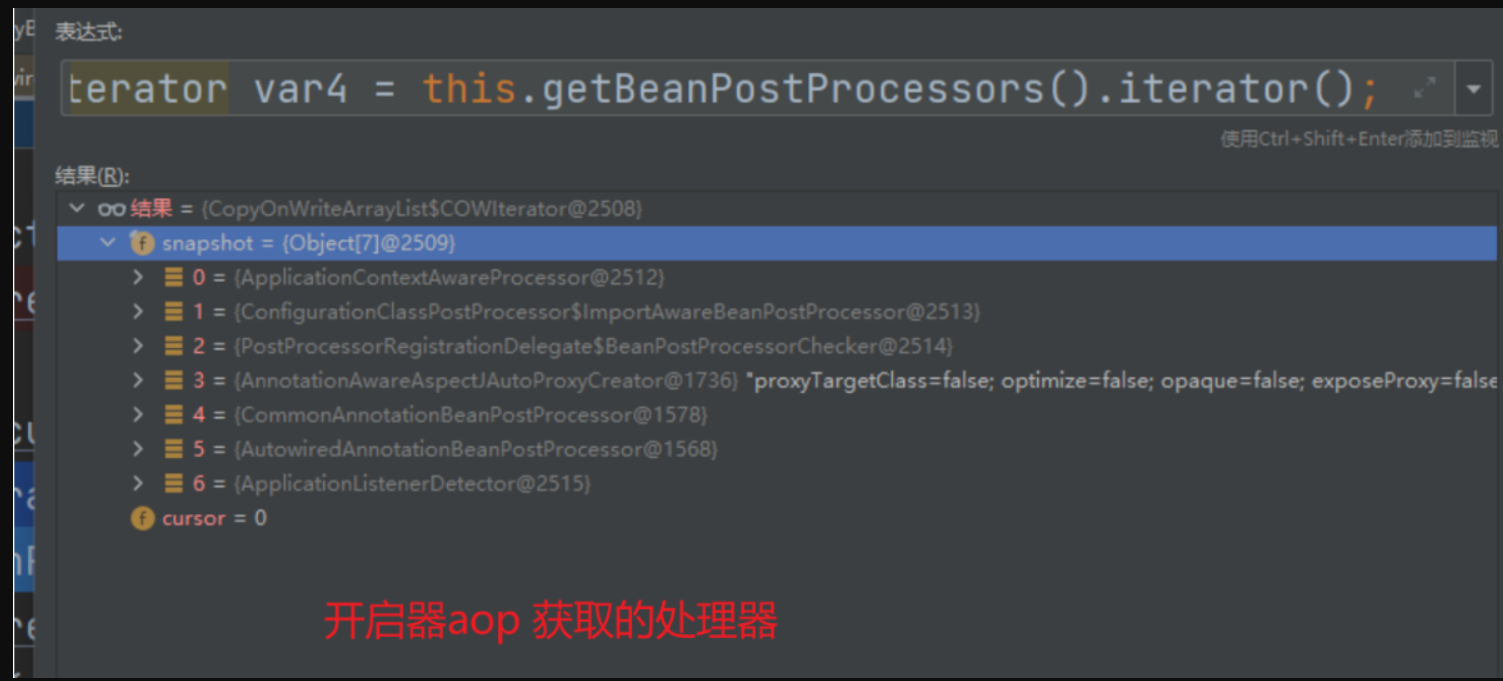 表达式:
terator var4 = this.getBeanPostProcessors().iterator();
使用Ctrl+Shift+Enter添加到监视
结果(R):
结果 = {CopyOnWriteArrayList$COWIterator@2508}
snapshot = {Object[7]@2509}
0 = {ApplicationContextAwareProcessor@2512}
1 = {ConfigurationClassPostProcessor$ImportAwareBeanPostProcessor@2513}
2 = {PostProcessorRegistrationDelegate$BeanPostProcessorChecker@2514}
3 = {AnnotationAwareAspectJAutoProxyCreator@1736} "proxyTargetClass=false; optimize=false; opaque=false; exposeProxy=false
4 = {CommonAnnotationBeanPostProcessor@1578}
5 = {AutowiredAnnotationBeanPostProcessor@1568}
6 = {ApplicationListenerDetector@2515}
cursor = 0
开启器aop 获取的处理器